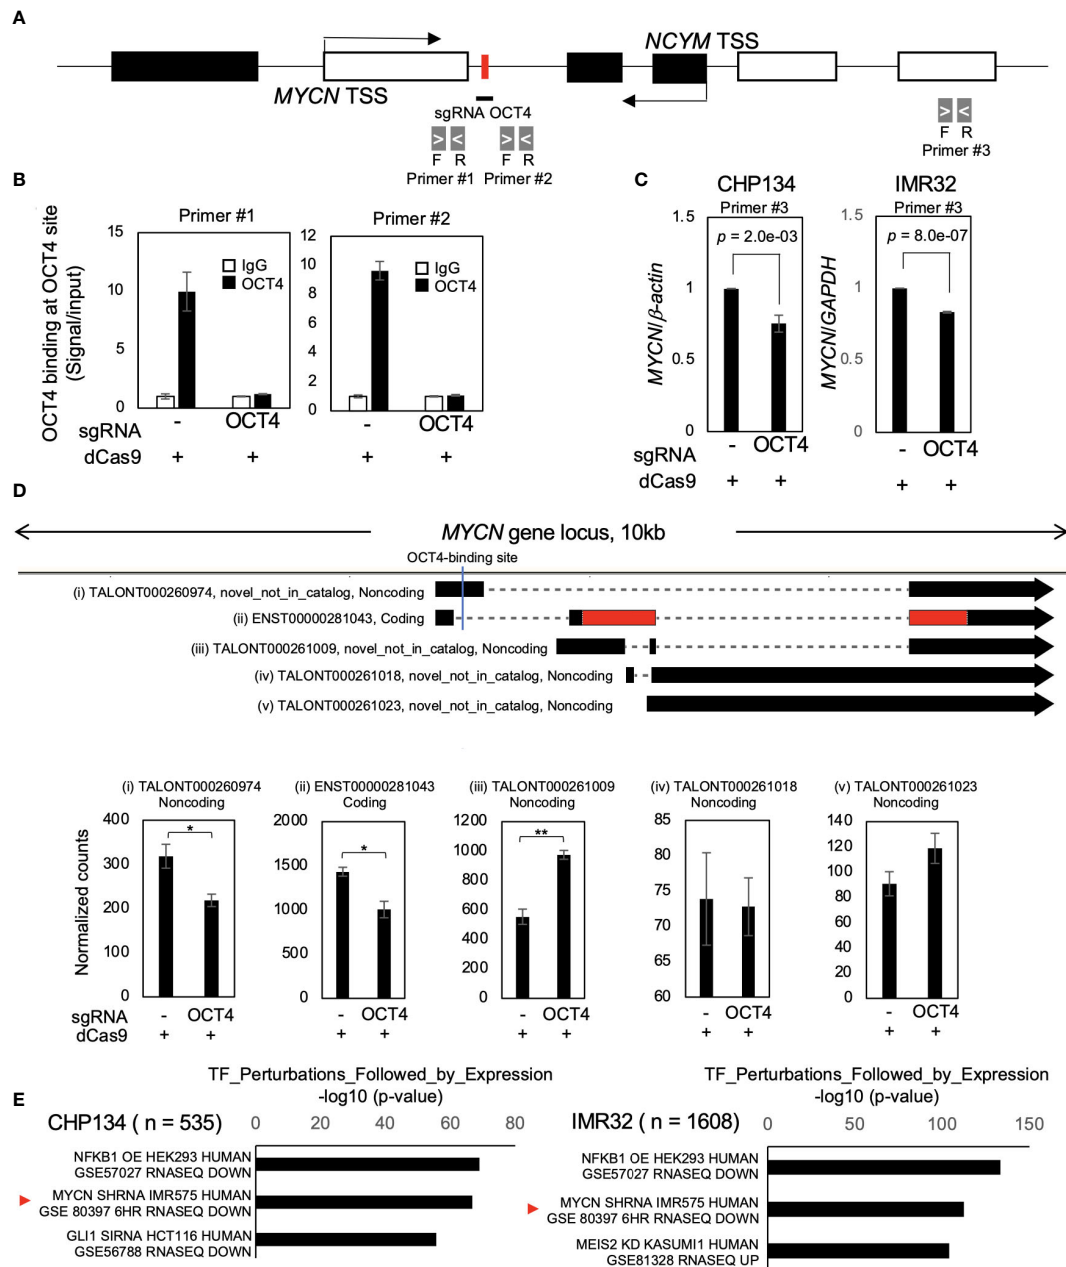 A
NCYM TSS
MYCN TSS
sgRNA OCT4
> < > < > <
F R F R F R
Primer #1 Primer #2 Primer #3
B
OCT4 binding at OCT4 site
(Signal/input)
Primer #1
15
10
5
0
IgG
OCT4
sgRNA - OCT4
dCas9 + +
Primer #2
12
10
8
6
4
2
0
IgG
OCT4
- OCT4
+ +
C
CHP134
Primer #3
MYCN/β-actin
1.5
1
0.5
0
p = 2.0e-03
sgRNA - OCT4
dCas9 + +
IMR32
Primer #3
MYCN/GAPDH
1.5
1
0.5
0
p = 8.0e-07
- OCT4
+ +
D
MYCN gene locus, 10kb
OCT4-binding site
(i) TALONT000260974, novel_not_in_catalog, Noncoding
(ii) ENST00000281043, Coding
(iii) TALONT000261009, novel_not_in_catalog, Noncoding
(iv) TALONT000261018, novel_not_in_catalog, Noncoding
(v) TALONT000261023, novel_not_in_catalog, Noncoding
Normalized counts
(i) TALONT000260974
Noncoding
400
300
200
100
0
*
sgRNA - OCT4
dCas9 + +
(ii) ENST00000281043
Coding
2000
1500
1000
500
0
*
- OCT4
+ +
(iii) TALONT000261009
Noncoding
1200
1000
800
600
400
200
0
**
- OCT4
+ +
(iv) TALONT000261018
Noncoding
85
80
75
70
65
60
- OCT4
+ +
(v) TALONT000261023
Noncoding
140
120
100
80
60
40
20
0
- OCT4
+ +
E
TF_Perturbations_Followed_by_Expression
-log10 (p-value)
CHP134 ( n = 535)
0 20 40 60 80
NFKB1 OE HEK293 HUMAN
GSE57027 RNASEQ DOWN
MYCN SHRNA IMR575 HUMAN
GSE 80397 6HR RNASEQ DOWN
GLI1 SIRNA HCT116 HUMAN
GSE56788 RNASEQ DOWN
TF_Perturbations_Followed_by_Expression
-log10 (p-value)
IMR32 ( n = 1608)
0 50 100 150
NFKB1 OE HEK293 HUMAN
GSE57027 RNASEQ DOWN
MYCN SHRNA IMR575 HUMAN
GSE 80397 6HR RNASEQ DOWN
MEIS2 KD KASUMI1 HUMAN
GSE81328 RNASEQ UP